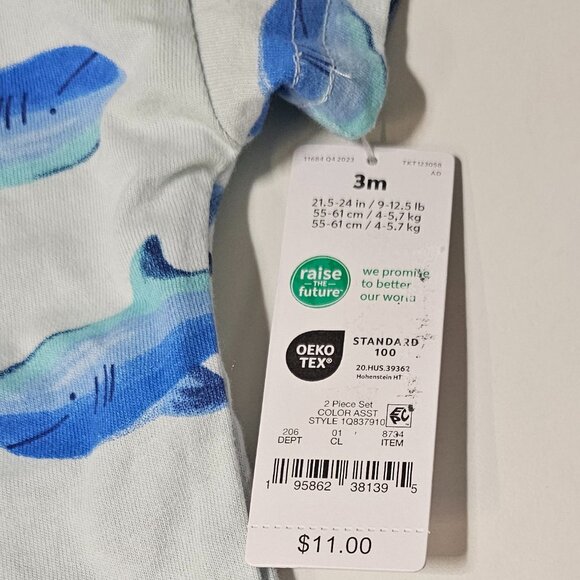 11684 Q4 2023 TKT123058
AD
3m
21.5-24 in / 9-12.5 lb
55-61 cm / 4-5,7 kg
55-61 cm / 4-5.7 kg
raise
THE
future™
we promise
to better
our world
OEKO
TEX®
STANDARD
100
20.HUS.39362
Hohenstein HTI
2 Piece Set
COLOR ASST
STYLE 1Q837910
206 01 8734
DEPT CL ITEM
1 95862 38139 5
$11.00